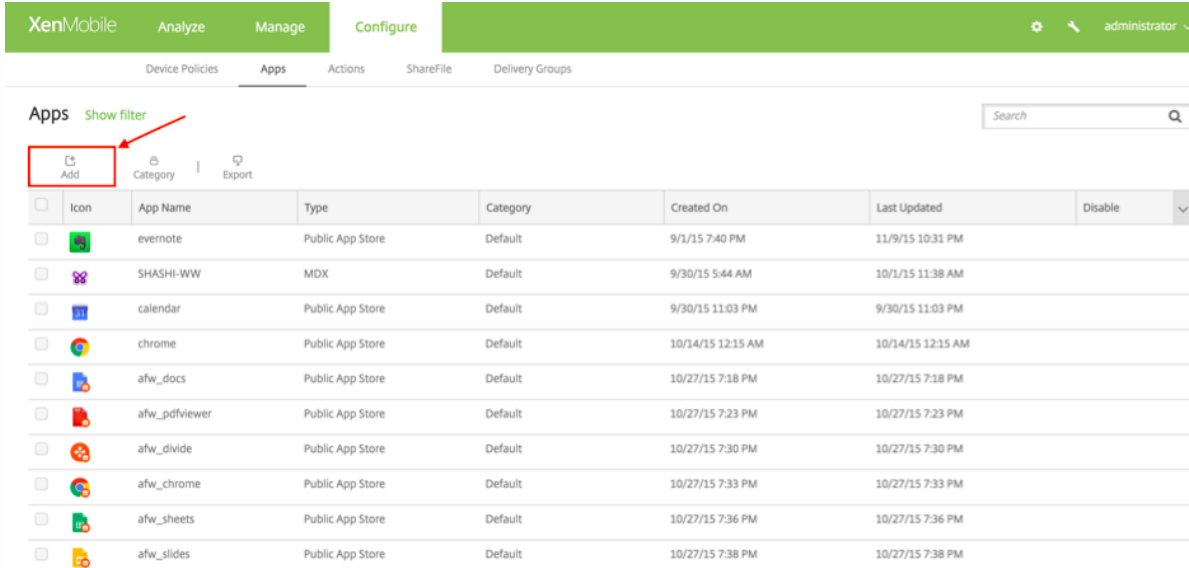 XenMobile Analyze Manage Configure administrator
Device Policies Apps Actions ShareFile Delivery Groups
Apps Show filter Search
Add Category Export
Icon App Name Type Category Created On Last Updated Disable
evernote Public App Store Default 9/1/15 7:40 PM 11/9/15 10:31 PM
SHASHI-WW MDX Default 9/30/15 5:44 AM 10/1/15 11:38 AM
31 calendar Public App Store Default 9/30/15 11:03 PM 9/30/15 11:03 PM
chrome Public App Store Default 10/14/15 12:15 AM 10/14/15 12:15 AM
afw_docs Public App Store Default 10/27/15 7:18 PM 10/27/15 7:18 PM
afw_pdfviewer Public App Store Default 10/27/15 7:23 PM 10/27/15 7:23 PM
afw_divide Public App Store Default 10/27/15 7:30 PM 10/27/15 7:30 PM
afw_chrome Public App Store Default 10/27/15 7:33 PM 10/27/15 7:33 PM
afw_sheets Public App Store Default 10/27/15 7:36 PM 10/27/15 7:36 PM
afw_slides Public App Store Default 10/27/15 7:38 PM 10/27/15 7:38 PM